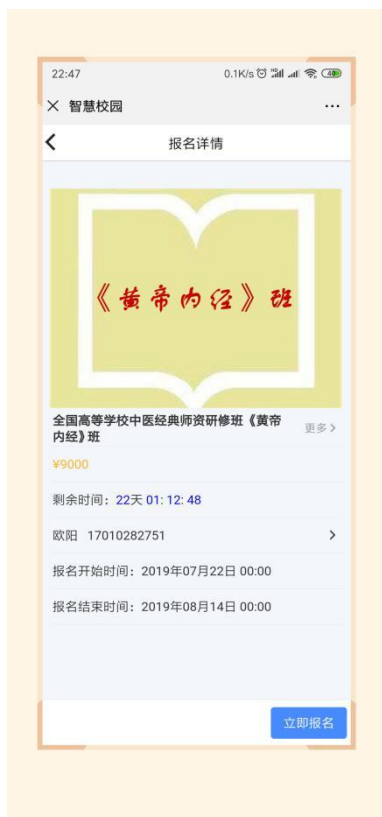 22:47
0.1K/s
智慧校园
报名详情
《黄帝内径》班
全国高等学校中医经典师资研修班《黄帝
内经》班
更多
¥9000
剩余时间：22天 01: 12: 48
欧阳 17010282751
报名开始时间：2019年07月22日 00:00
报名结束时间：2019年08月14日 00:00
立即报名